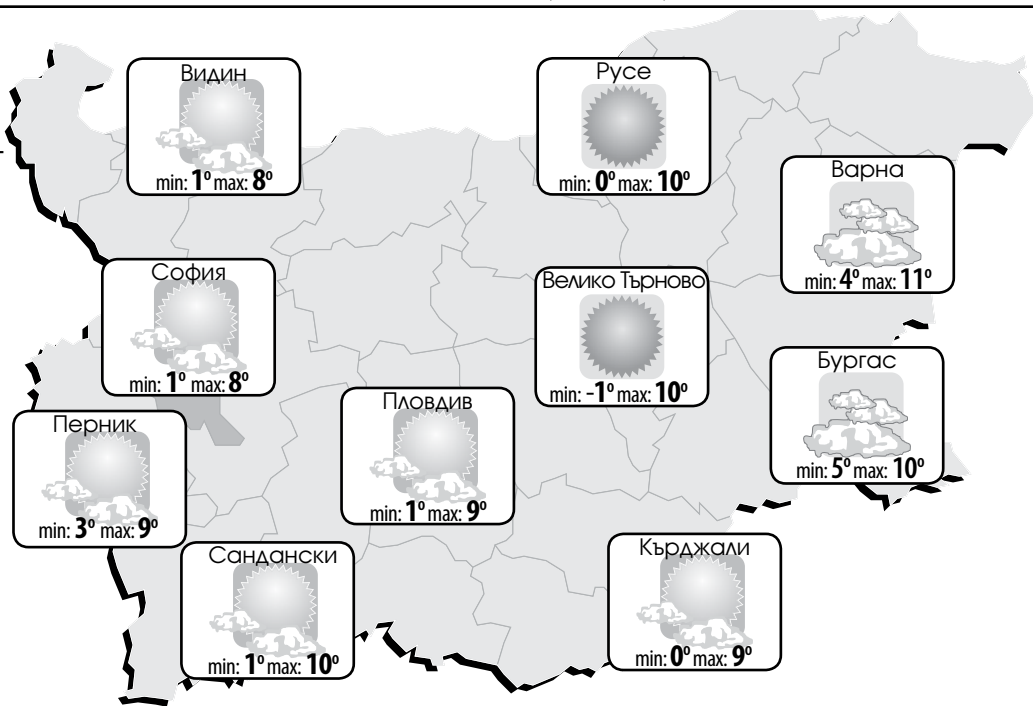 Видин
min: 1° max: 8°
Русе
min: 0° max: 10°
Варна
min: 4° max: 11°
София
min: 1° max: 8°
Велико Търново
min: -1° max: 10°
Бургас
min: 5° max: 10°
Пловдив
min: 1° max: 9°
Перник
min: 3° max: 9°
Сандански
min: 1° max: 10°
Кърджали
min: 0° max: 9°